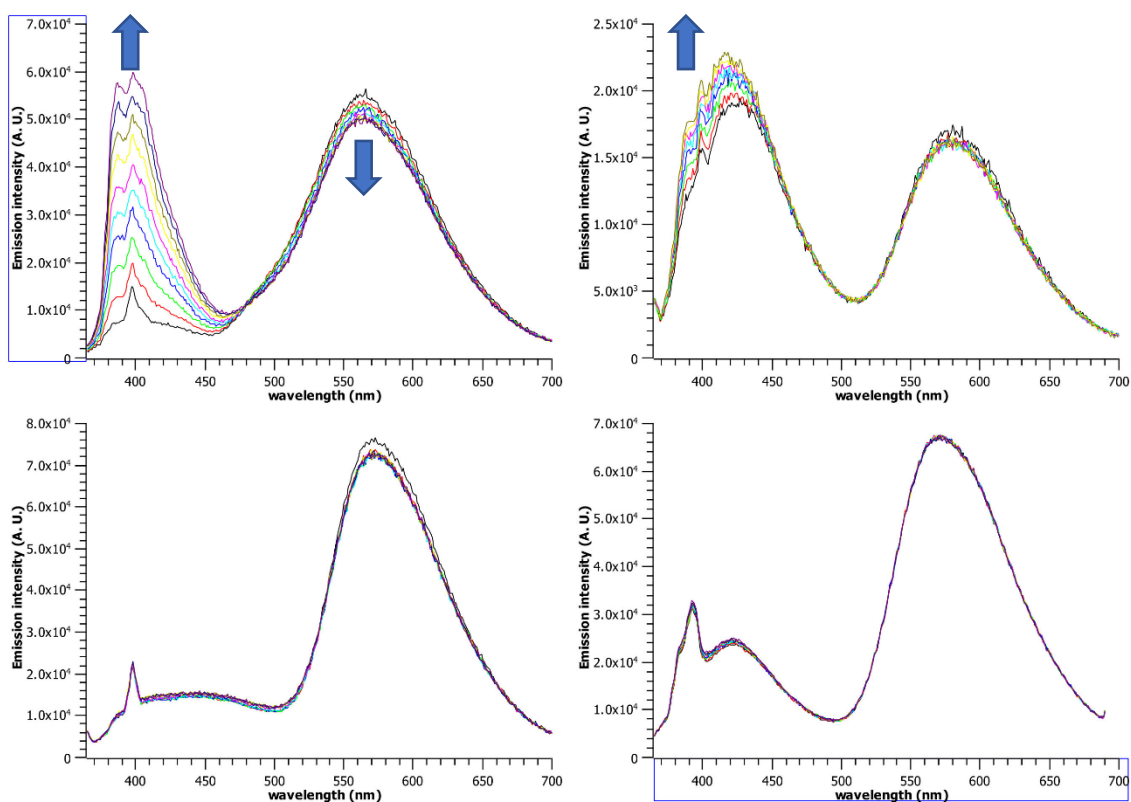 Emission intensity (A. U.)
7.0x10⁴
6.0x10⁴
5.0x10⁴
4.0x10⁴
3.0x10⁴
2.0x10⁴
1.0x10⁴
0
400 450 500 550 600 650 700
wavelength (nm)
Emission intensity (A. U.)
2.5x10⁴
2.0x10⁴
1.5x10⁴
1.0x10⁴
5.0x10³
0
400 450 500 550 600 650 700
wavelength (nm)
Emission intensity (A. U.)
8.0x10⁴
7.0x10⁴
6.0x10⁴
5.0x10⁴
4.0x10⁴
3.0x10⁴
2.0x10⁴
1.0x10⁴
0
400 450 500 550 600 650 700
wavelength (nm)
Emission intensity (A. U.)
7.0x10⁴
6.0x10⁴
5.0x10⁴
4.0x10⁴
3.0x10⁴
2.0x10⁴
1.0x10⁴
0
400 450 500 550 600 650 700
wavelength (nm)